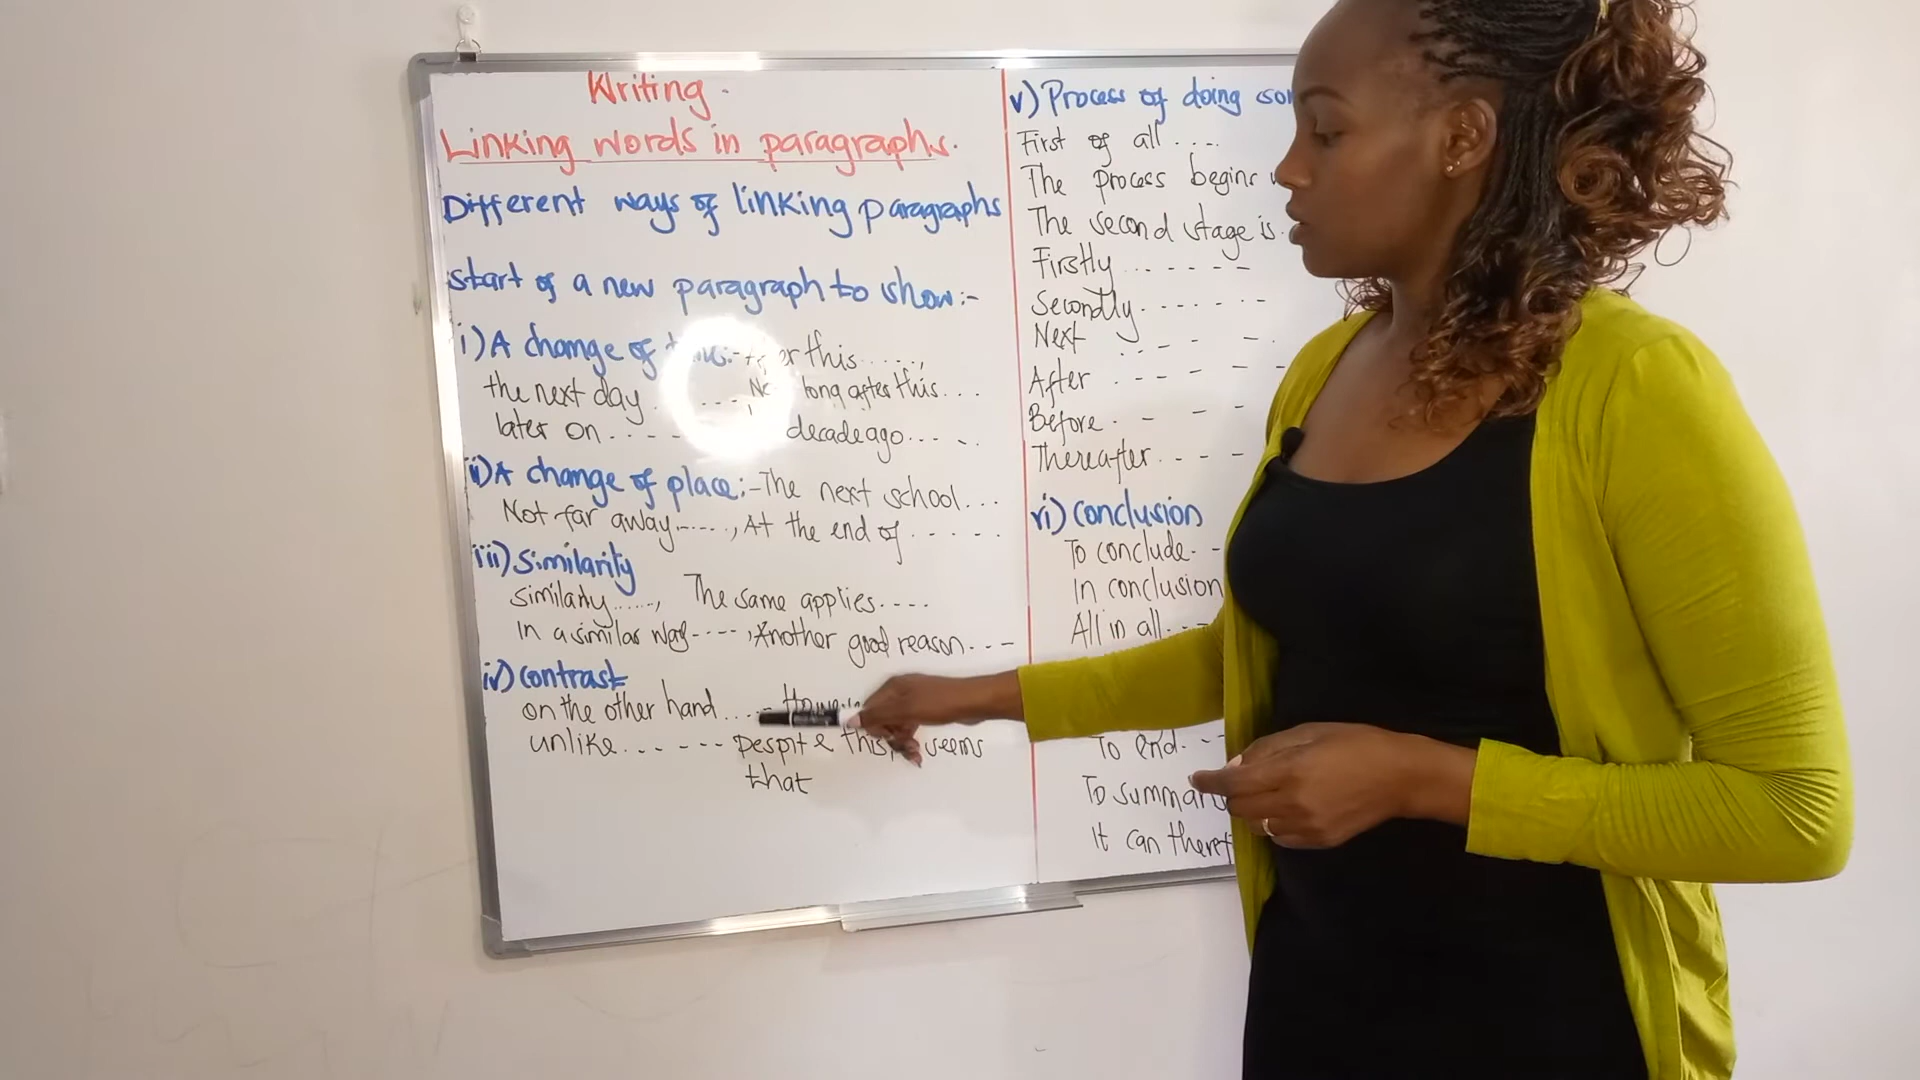 Writing.
Linking words in paragraphs.
Different ways of linking paragraphs
start of a new paragraph to show:-
i) A change of time:- After this.....,
the next day ...... Not long after this...
later on..... decade ago.....
ii) A change of place:- The next school...
Not far away......, At the end of.....
iii) Similarity
similarly......, The same applies....
In a similar way----, Another good reason...-
iv) contrast
on the other hand....
unlike...--- Despite this seems
that
v) Process of doing
First of all ....
The process begins
The second stage is.
Firstly ......
Secondly......
Next ....
After ......
Before. - - -
Thereafter....
vi) Conclusion
To conclude. -
In conclusion
All in all...
To end. --
To summaris
It can